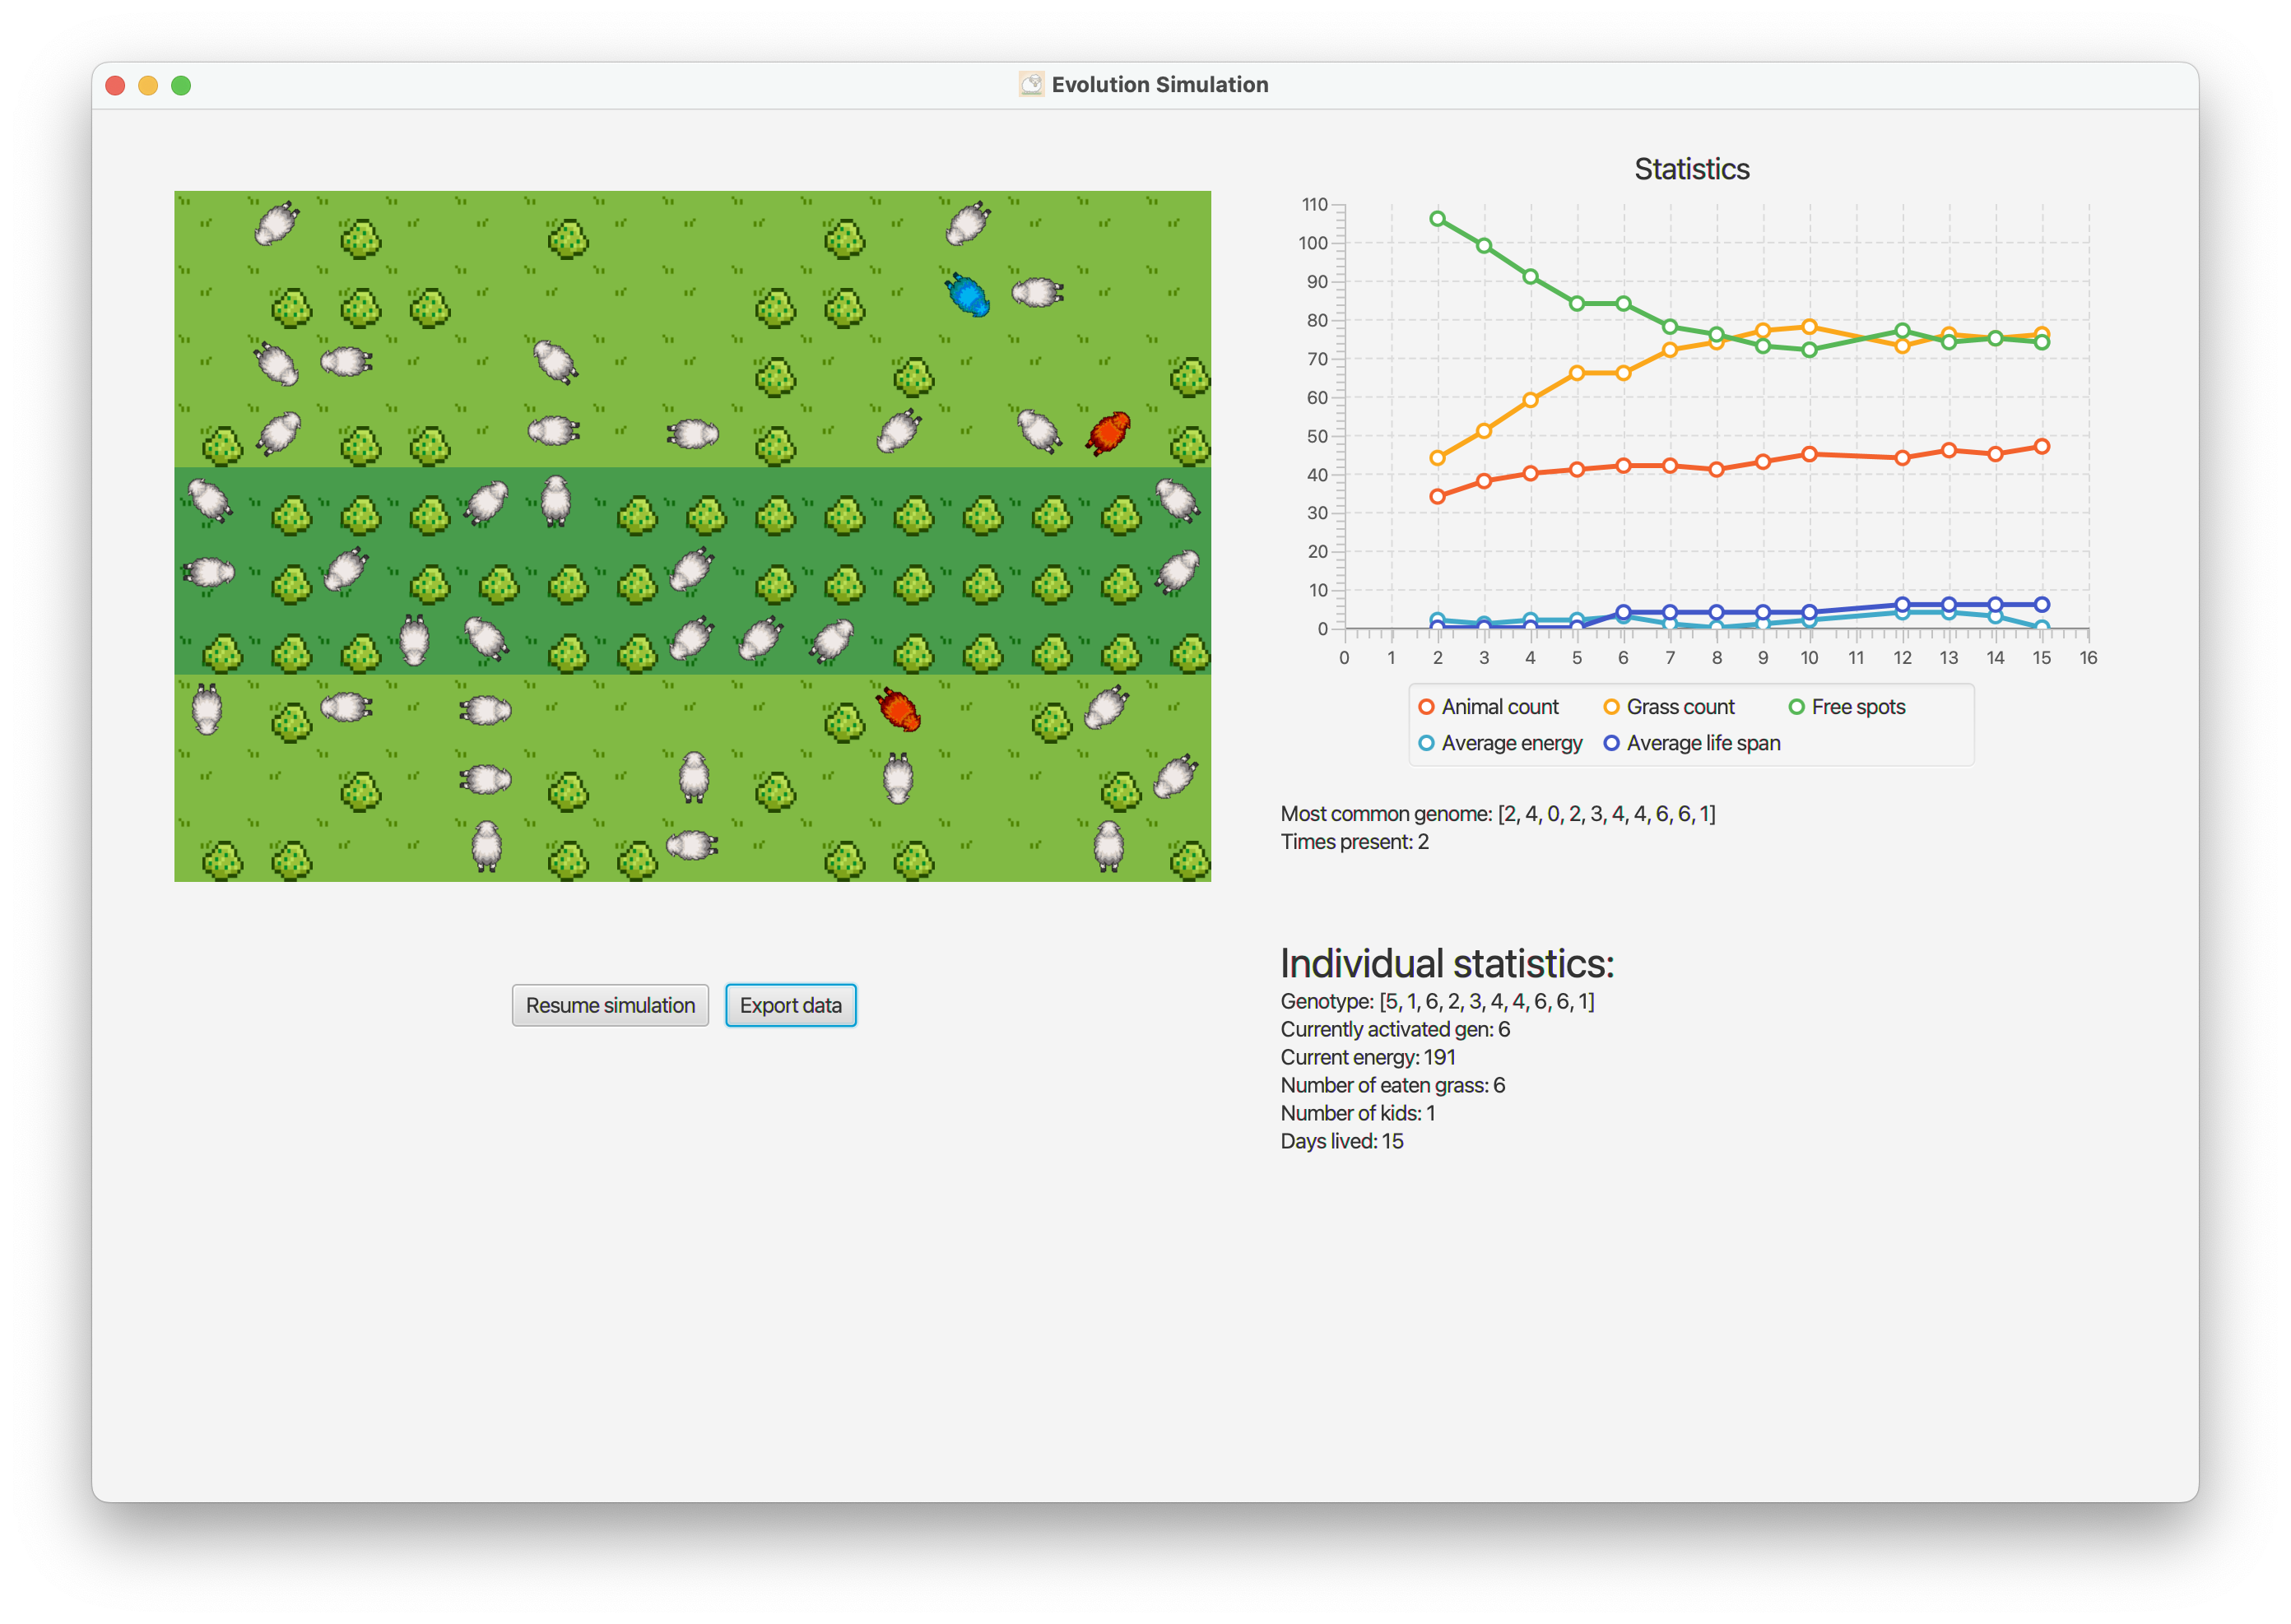 Evolution Simulation
Statistics
110
100
90
80
70
60
50
40
30
20
10
0
0 1 2 3 4 5 6 7 8 9 10 11 12 13 14 15 16
Animal count Grass count Free spots
Average energy Average life span
Most common genome: [2, 4, 0, 2, 3, 4, 4, 6, 6, 1]
Times present: 2
Individual statistics:
Genotype: [5, 1, 6, 2, 3, 4, 4, 6, 6, 1]
Currently activated gen: 6
Current energy: 191
Number of eaten grass: 6
Number of kids: 1
Days lived: 15
Resume simulation Export data